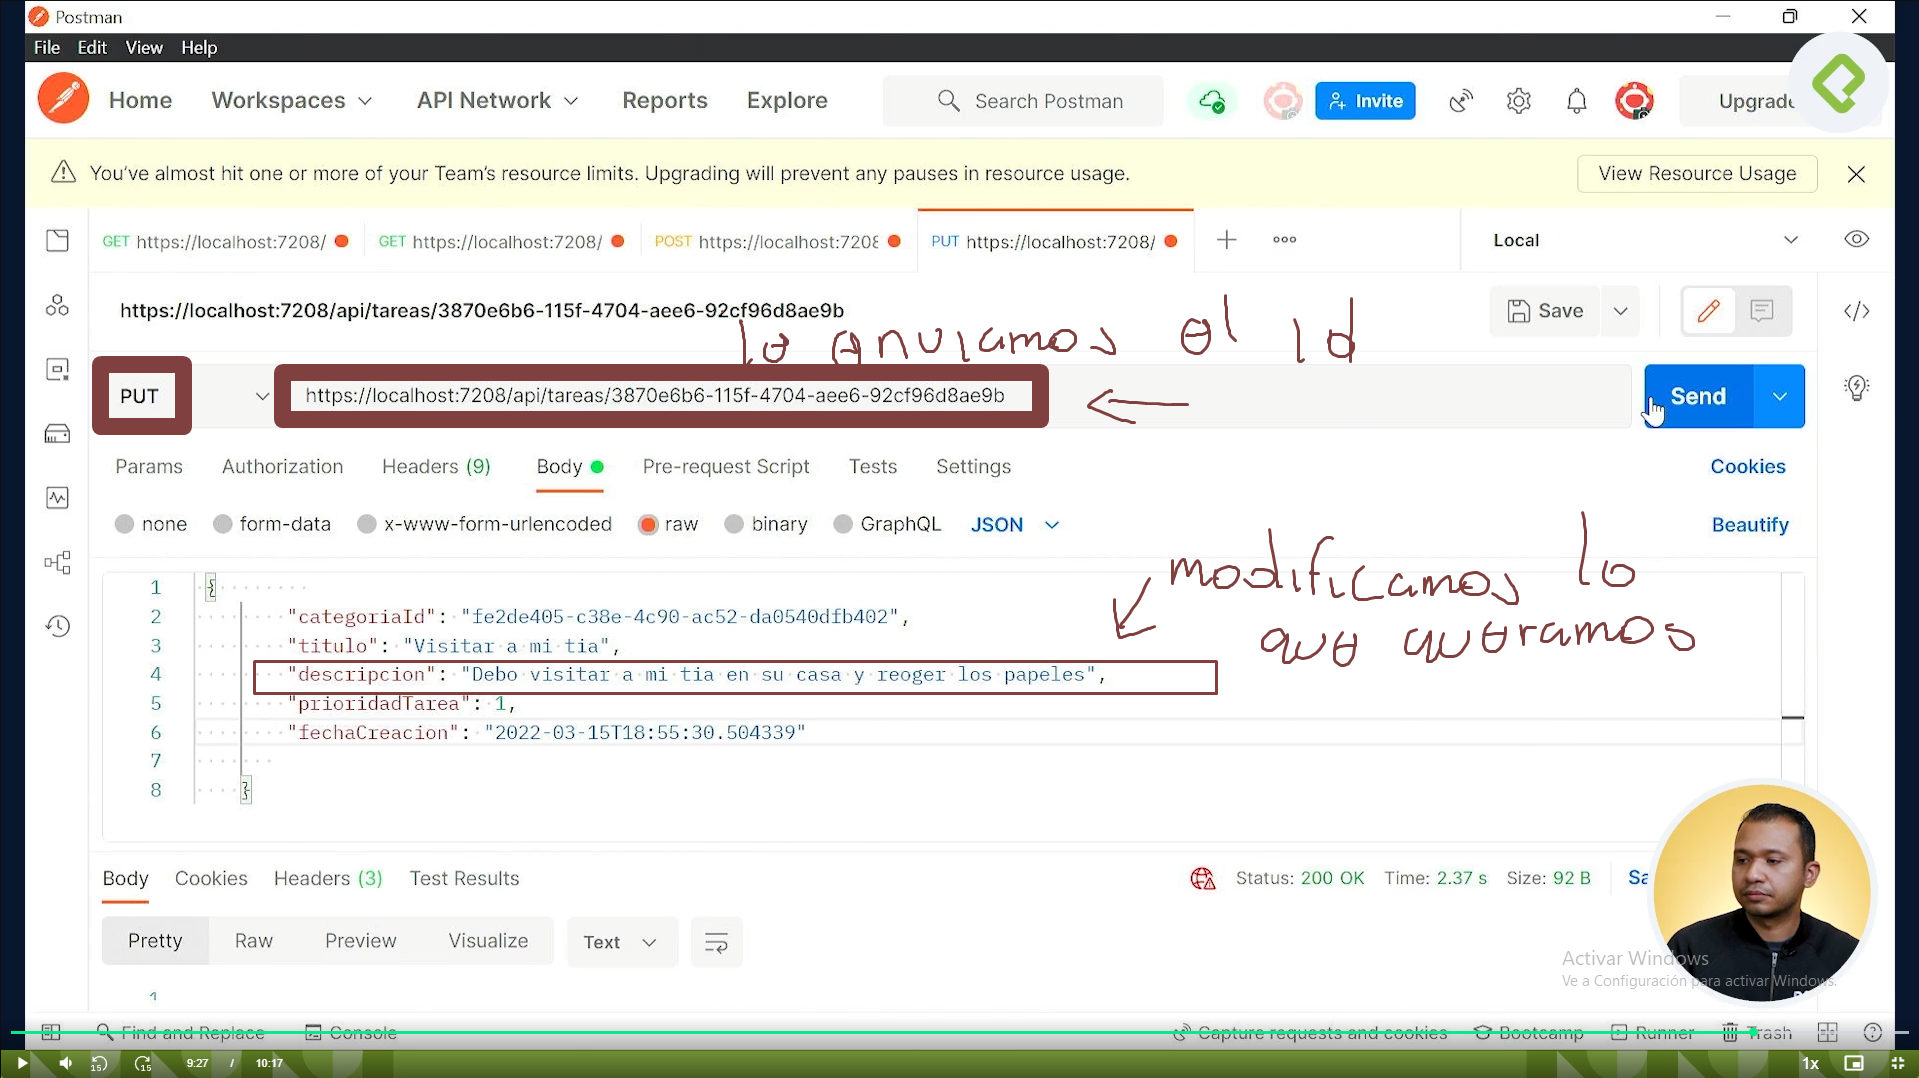 Postman
File Edit View Help
Home Workspaces API Network Reports Explore Search Postman Invite Upgrade
You've almost hit one or more of your Team's resource limits. Upgrading will prevent any pauses in resource usage. View Resource Usage
GET https://localhost:7208/ GET https://localhost:7208/ POST https://localhost:7208 PUT https://localhost:7208/ Local
https://localhost:7208/api/tareas/3870e6b6-115f-4704-aee6-92cf96d8ae9b Save
le enviamos el id
PUT https://localhost:7208/api/tareas/3870e6b6-115f-4704-aee6-92cf96d8ae9b Send
Params Authorization Headers (9) Body Pre-request Script Tests Settings Cookies
none form-data x-www-form-urlencoded raw binary GraphQL JSON Beautify
modificamos lo
que queramos
1 {
2 "categoriaId": "fe2de405-c38e-4c90-ac52-da0540dfb402",
3 "titulo": "Visitar a mi tia",
4 "descripcion": "Debo visitar a mi tia en su casa y reoger los papeles",
5 "prioridadTarea": 1,
6 "fechaCreacion": "2022-03-15T18:55:30.504339"
7
8 }
Body Cookies Headers (3) Test Results Status: 200 OK Time: 2.37 s Size: 92 B Sa
Pretty Raw Preview Visualize Text
1
Activar Windows
Ve a Configuración para activar Windows.
Find and Replace Console Capture requests and cookies Bootcamp Runner Trash
15 15 9:27 / 10:17 1x